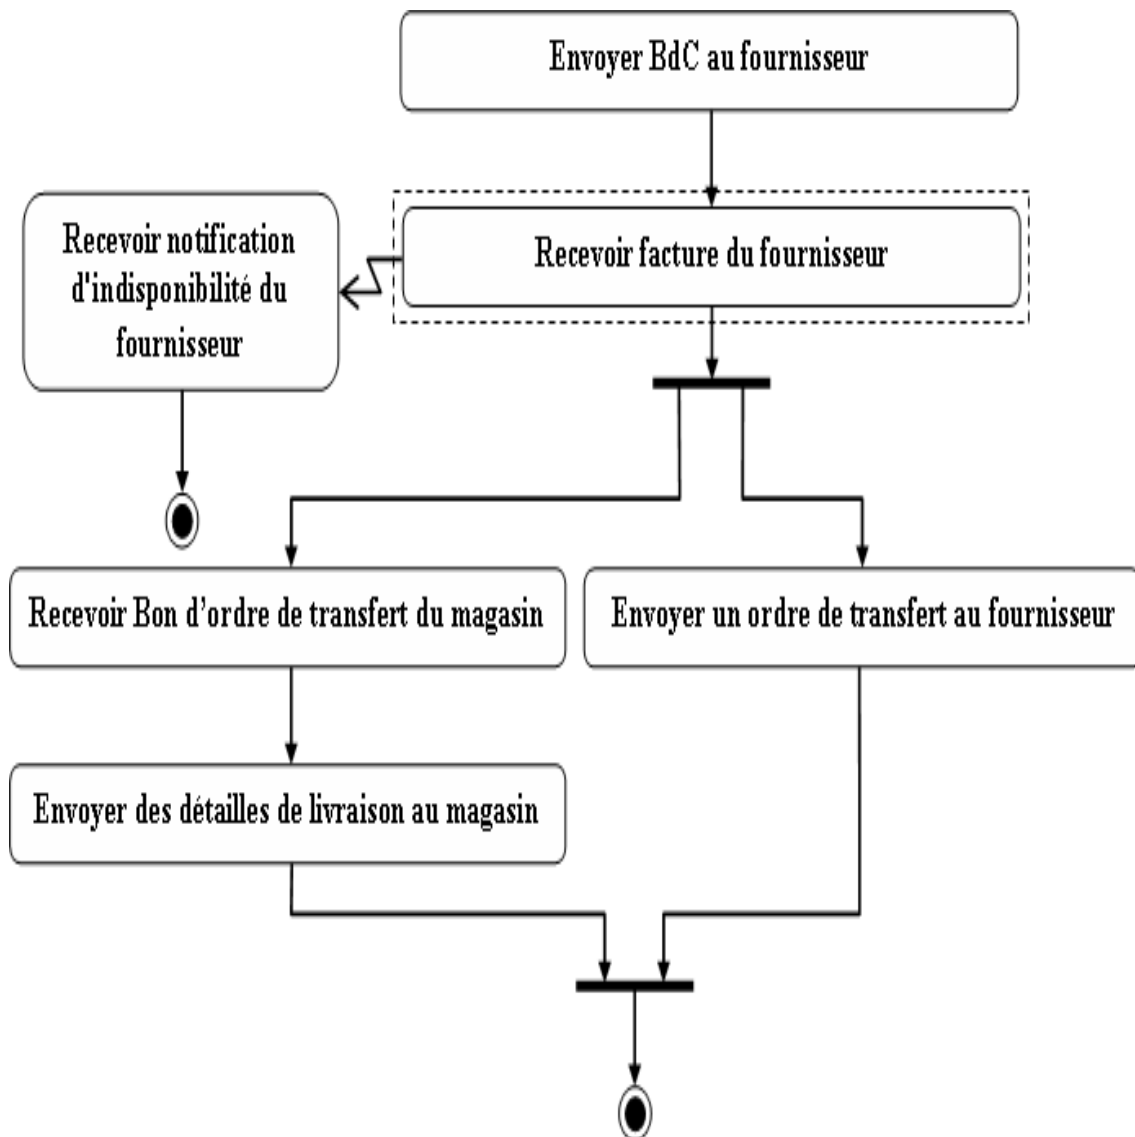 Envoyer BdC au fournisseur
Recevoir facture du fournisseur
Recevoir notification
d'indisponibilité du
fournisseur
Recevoir Bon d’ordre de transfert du magasin
Envoyer un ordre de transfert au fournisseur
Envoyer des détailles de livraison au magasin